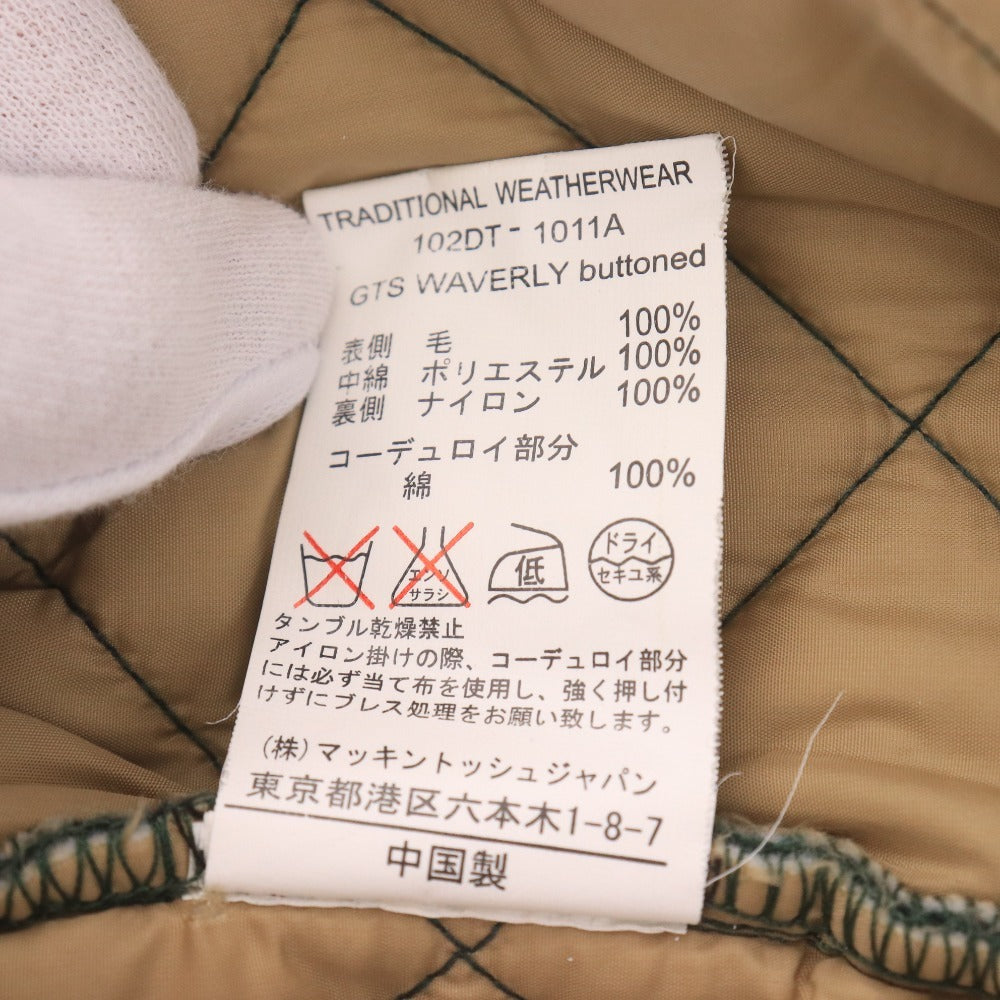 TRADITIONAL WEATHERWEAR
102DT - 1011A
GTS WAVERLY buttoned
表側 毛 100%
中綿 ポリエステル 100%
裏側 ナイロン 100%
コーデュロイ部分
綿 100%
エンソ
サラシ
低
ドライ
セキユ系
タンブル乾燥禁止
アイロン掛けの際、コーデュロイ部分
には必ず当て布を使用し、強く押し付
けずにプレス処理をお願い致します。
(株)マッキントッシュジャパン
東京都港区六本木1-8-7
中国製